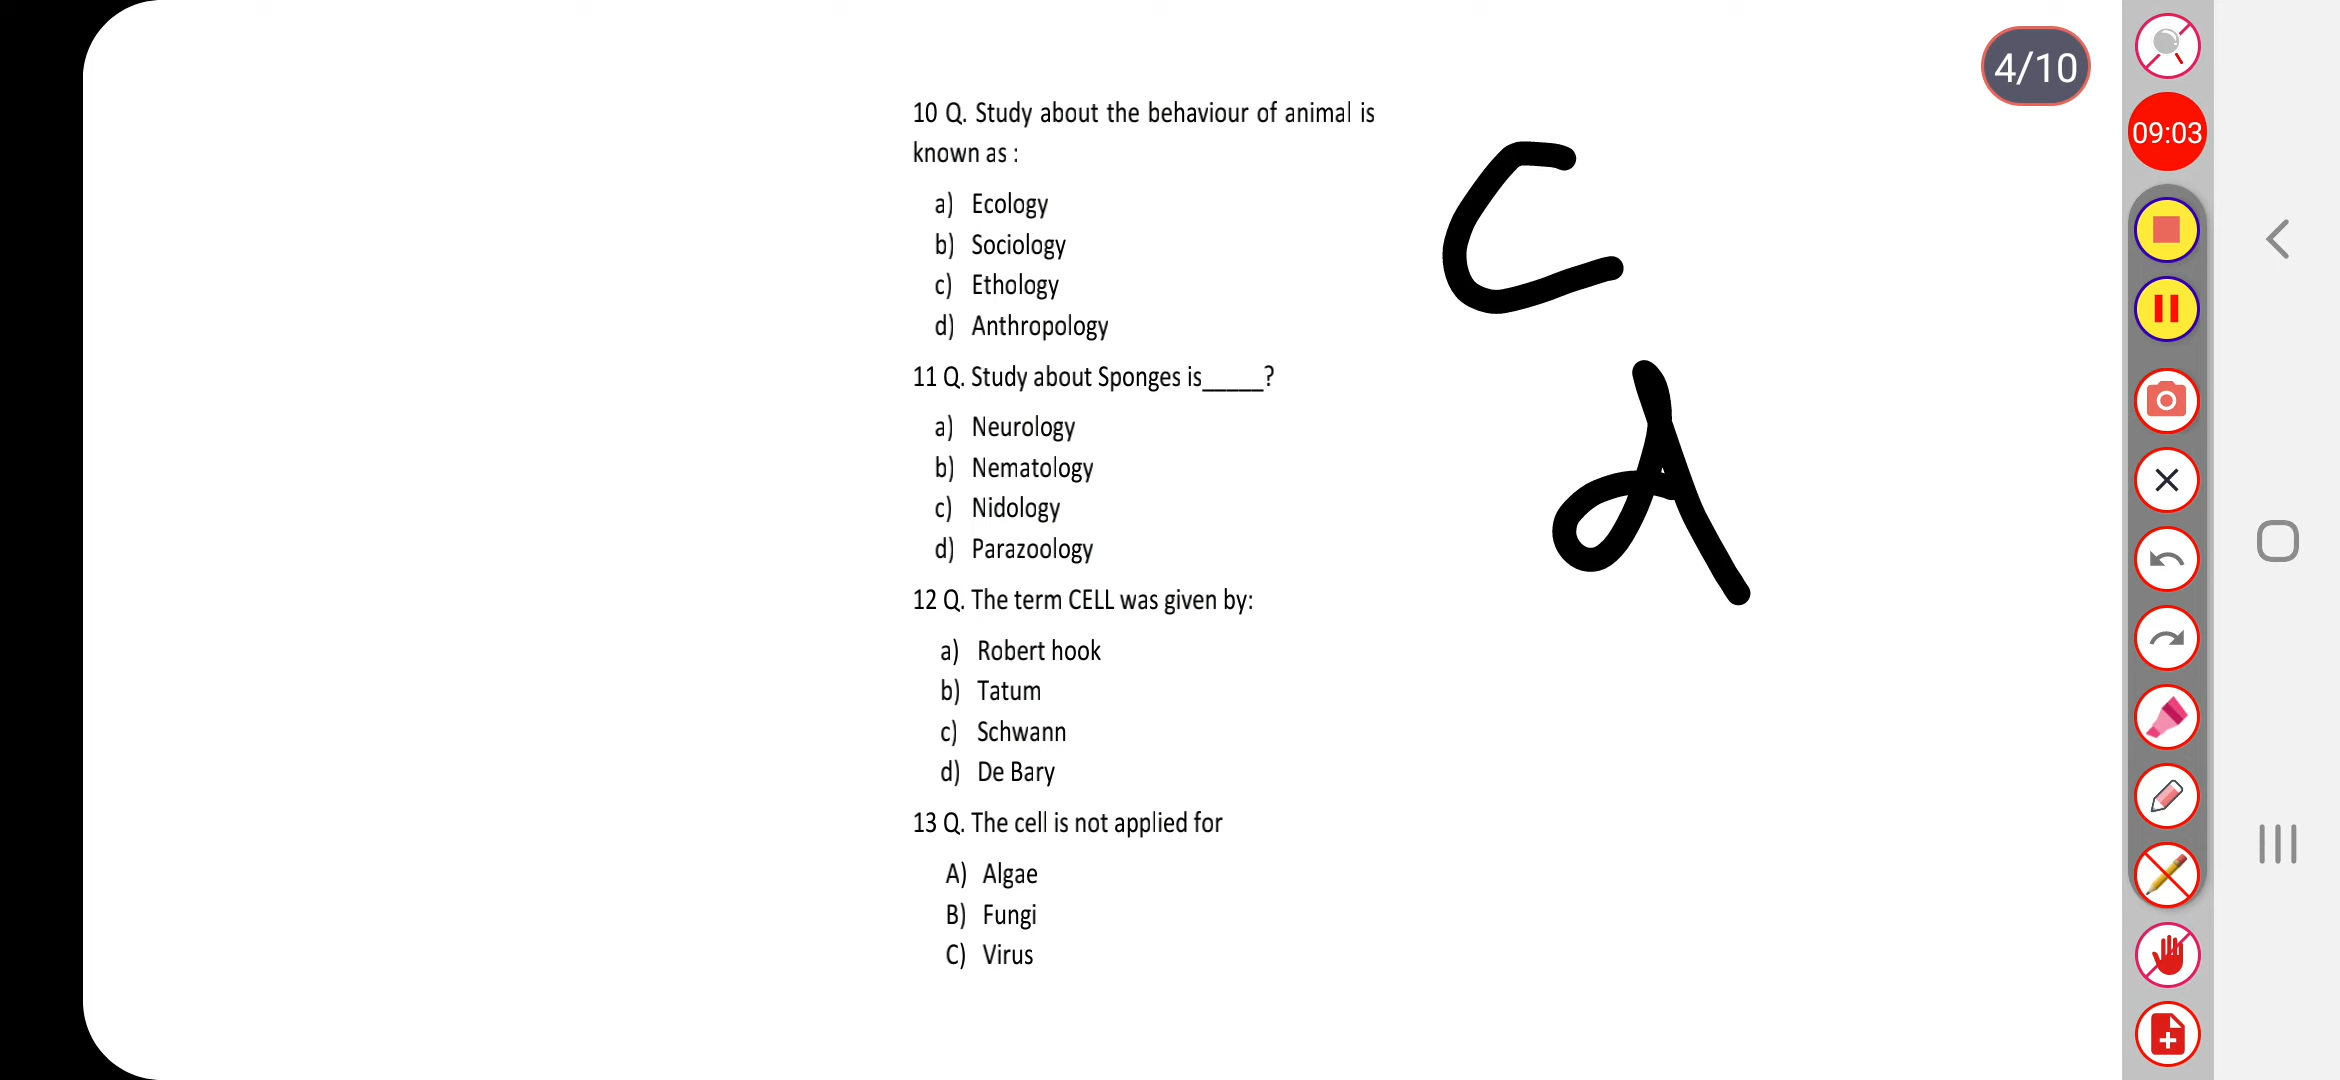 4/10
09:03
10 Q. Study about the behaviour of animal is
known as :
a) Ecology
b) Sociology
c) Ethology
d) Anthropology
C
11 Q. Study about Sponges is_____?
a) Neurology
b) Nematology
c) Nidology
d) Parazoology
d
12 Q. The term CELL was given by:
a) Robert hook
b) Tatum
c) Schwann
d) De Bary
13 Q. The cell is not applied for
A) Algae
B) Fungi
C) Virus